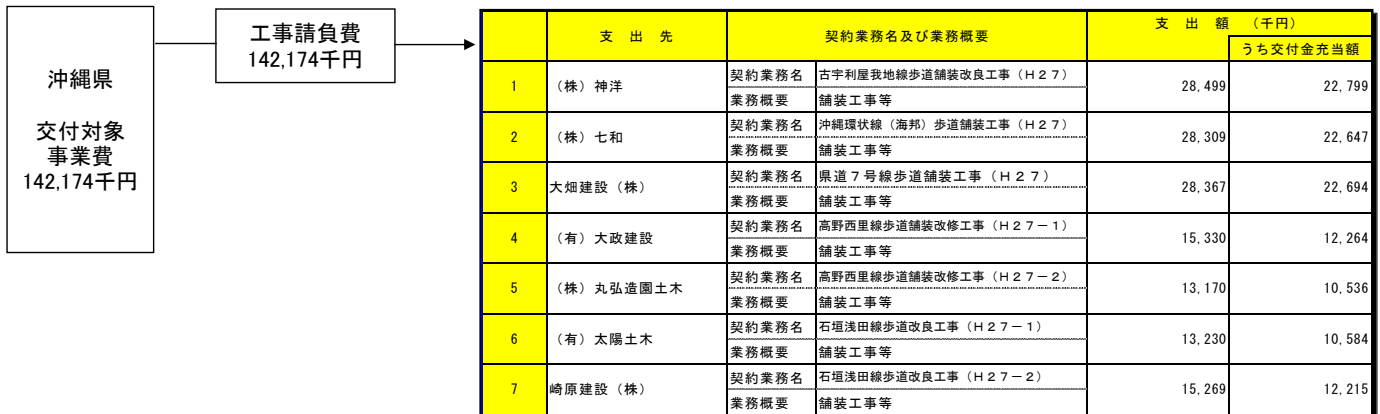 沖縄県
交付対象
事業費
142,174千円
工事請負費
142,174千円
支 出 先 契約業務名及び業務概要 支 出 額 (千円)
うち交付金充当額
1 (株)神洋 契約業務名 古宇利屋我地線歩道舗装改良工事(H27) 28,499 22,799
業務概要 舗装工事等
2 (株)七和 契約業務名 沖縄環状線(海邦)歩道舗装工事(H27) 28,309 22,647
業務概要 舗装工事等
3 大畑建設(株) 契約業務名 県道7号線歩道舗装工事(H27) 28,367 22,694
業務概要 舗装工事等
4 (有)大政建設 契約業務名 高野西里線歩道舗装改修工事(H27-1) 15,330 12,264
業務概要 舗装工事等
5 (株)丸弘造園土木 契約業務名 高野西里線歩道舗装改修工事(H27-2) 13,170 10,536
業務概要 舗装工事等
6 (有)太陽土木 契約業務名 石垣浅田線歩道改良工事(H27-1) 13,230 10,584
業務概要 舗装工事等
7 崎原建設(株) 契約業務名 石垣浅田線歩道改良工事(H27-2) 15,269 12,215
業務概要 舗装工事等